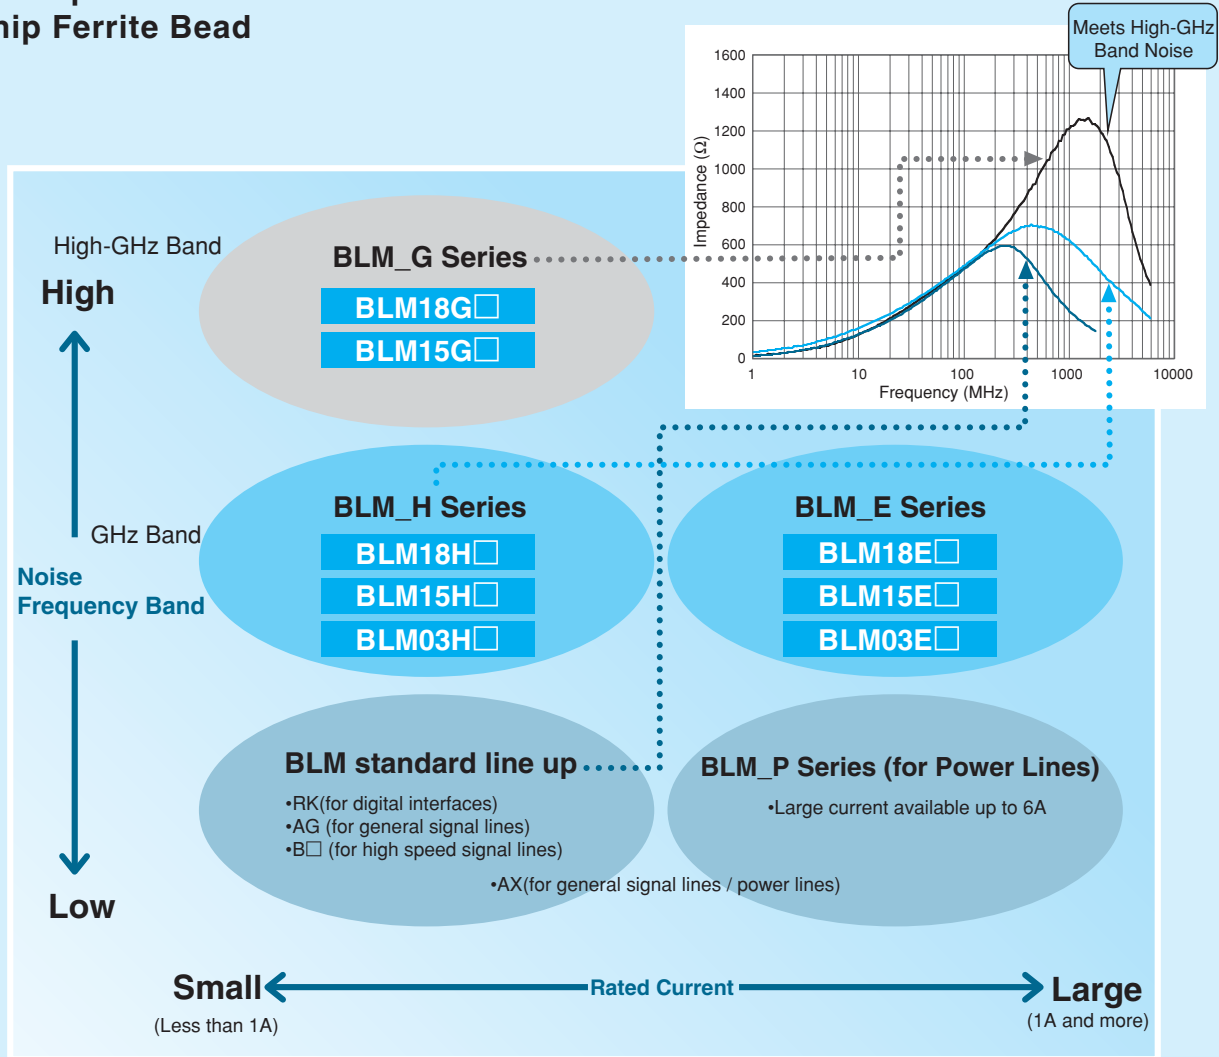 Chip Ferrite Bead
Meets High-GHz
Band Noise
1600
1400
1200
1000
800
600
400
200
0
Impedance (Ω)
1
10
100
1000
10000
Frequency (MHz)
High-GHz Band
High
GHz Band
Noise
Frequency Band
Low
BLM_G Series
BLM18G□
BLM15G□
BLM_H Series
BLM18H□
BLM15H□
BLM03H□
BLM_E Series
BLM18E□
BLM15E□
BLM03E□
BLM standard line up
•RK(for digital interfaces)
•AG (for general signal lines)
•B□ (for high speed signal lines)
BLM_P Series (for Power Lines)
•Large current available up to 6A
•AX(for general signal lines / power lines)
Small
(Less than 1A)
Rated Current
Large
(1A and more)